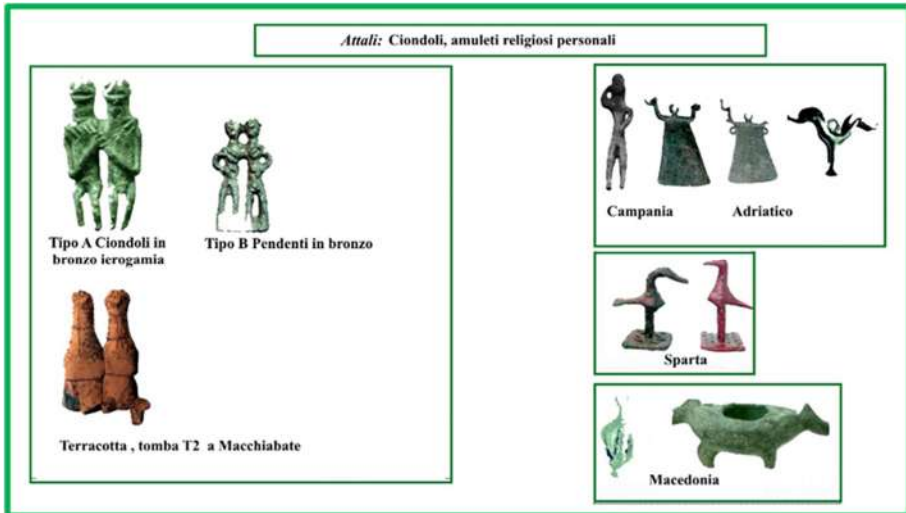 Attali: Ciondoli, amuleti religiosi personali
Tipo A Ciondoli in
bronzo ierogamia
Tipo B Pendenti in bronzo
Terracotta , tomba T2 a Macchiabate
Campania
Adriatico
Sparta
Macedonia